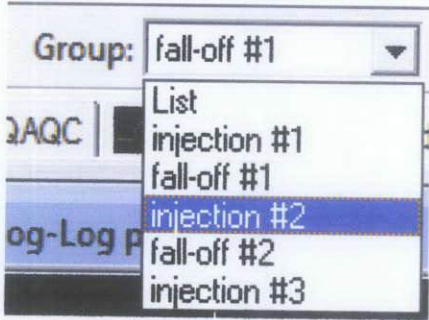 Group: fall-off #1
List
QAQC injection #1
fall-off #1
injection #2
og-Log p
fall-off #2
injection #3